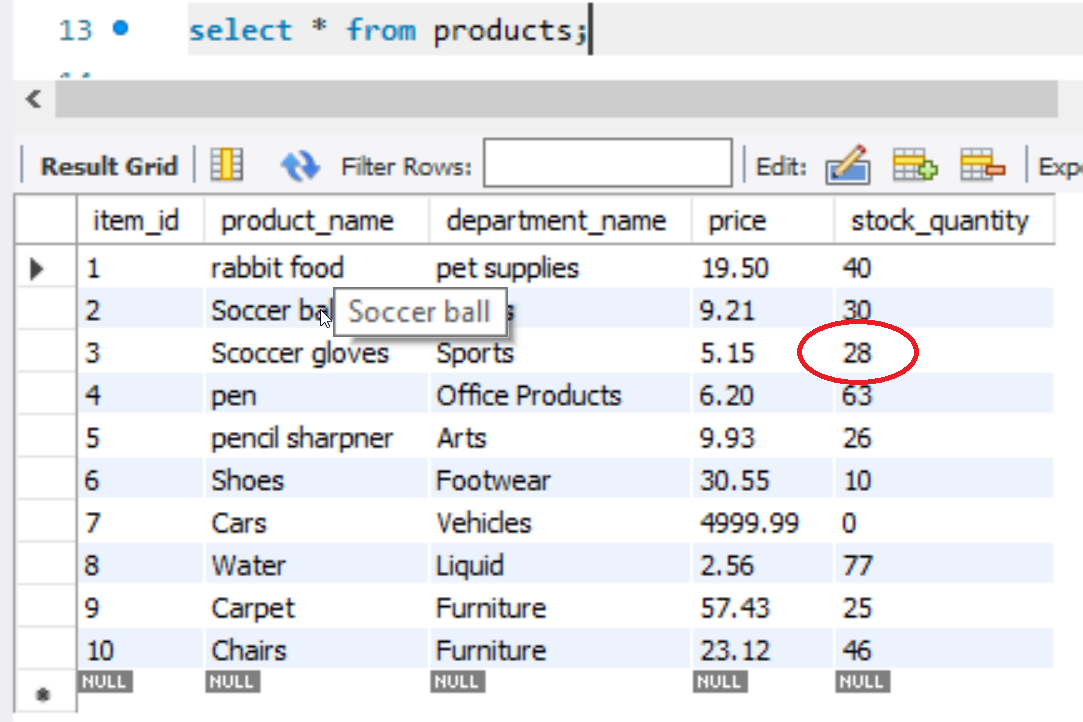 13 select * from products;
Result Grid Filter Rows: Edit:
item_id product_name department_name price stock_quantity
1 rabbit food pet supplies 19.50 40
2 Soccer Soccer ball 9.21 30
3 Scoccer gloves Sports 5.15 28
4 pen Office Products 6.20 63
5 pencil sharpner Arts 9.93 26
6 Shoes Footwear 30.55 10
7 Cars Vehicles 4999.99 0
8 Water Liquid 2.56 77
9 Carpet Furniture 57.43 25
10 Chairs Furniture 23.12 46
NULL NULL NULL NULL NULL